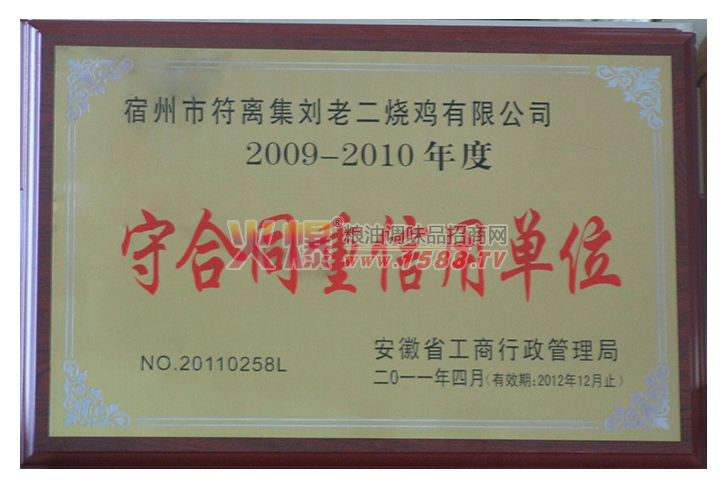 宿州市符离集刘老二烧鸡有限公司
2009-2010年度
守合同重信用单位
粮油调味品招商网
www.1588.TV
NO.20110258L
安徽省工商行政管理局
二0一一年四月(有效期:2012年12月止)